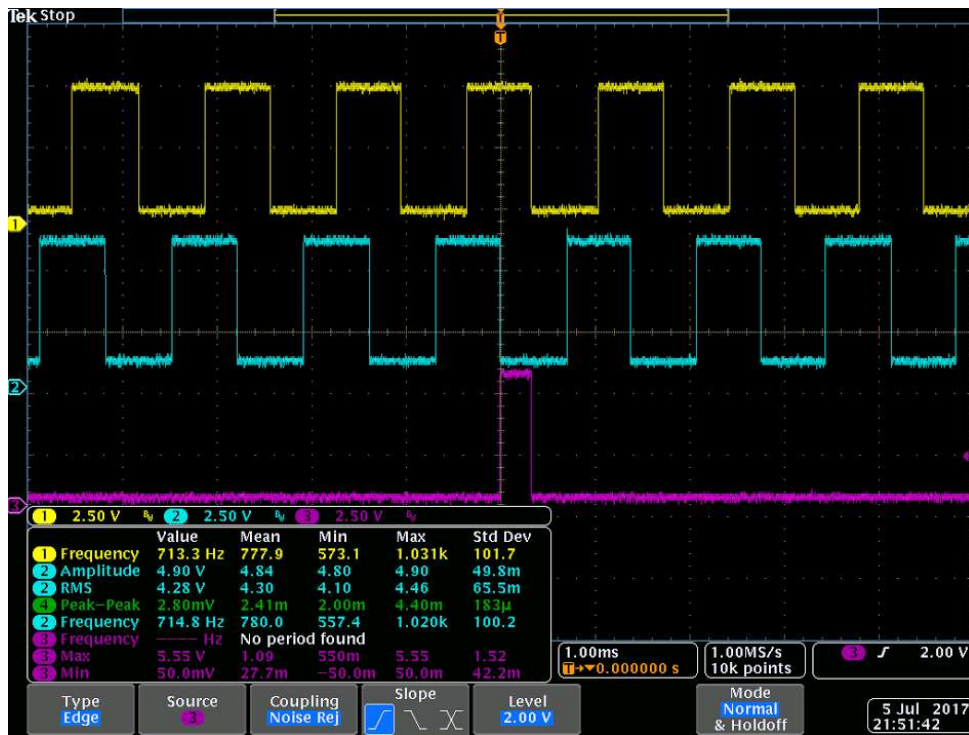 Tek Stop
T
T
1
2
3
1 2.50 V BW 2 2.50 V BW 3 2.50 V BW
Value Mean Min Max Std Dev
1 Frequency 713.3 Hz 777.9 573.1 1.031k 101.7
2 Amplitude 4.90 V 4.84 4.80 4.90 49.8m
2 RMS 4.28 V 4.30 4.10 4.46 65.5m
4 Peak-Peak 2.80mV 2.41m 2.00m 4.40m 183µ
2 Frequency 714.8 Hz 780.0 557.4 1.020k 100.2
3 Frequency ---- Hz No period found
3 Max 5.55 V 1.09 550m 5.55 1.52
3 Min 50.0mV 27.7m -50.0m 50.0m 42.2m
1.00ms
T→▼0.000000 s
1.00MS/s
10k points
3 2.00 V
Type
Edge
Source
3
Coupling
Noise Rej
Slope
Level
2.00 V
Mode
Normal
& Holdoff
5 Jul 2017
21:51:42